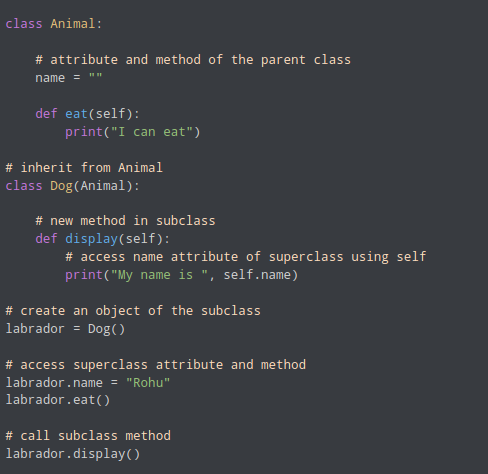 class Animal:

    # attribute and method of the parent class
    name = ""

    def eat(self):
        print("I can eat")

# inherit from Animal
class Dog(Animal):

    # new method in subclass
    def display(self):
        # access name attribute of superclass using self
        print("My name is ", self.name)

# create an object of the subclass
labrador = Dog()

# access superclass attribute and method
labrador.name = "Rohu"
labrador.eat()

# call subclass method
labrador.display()